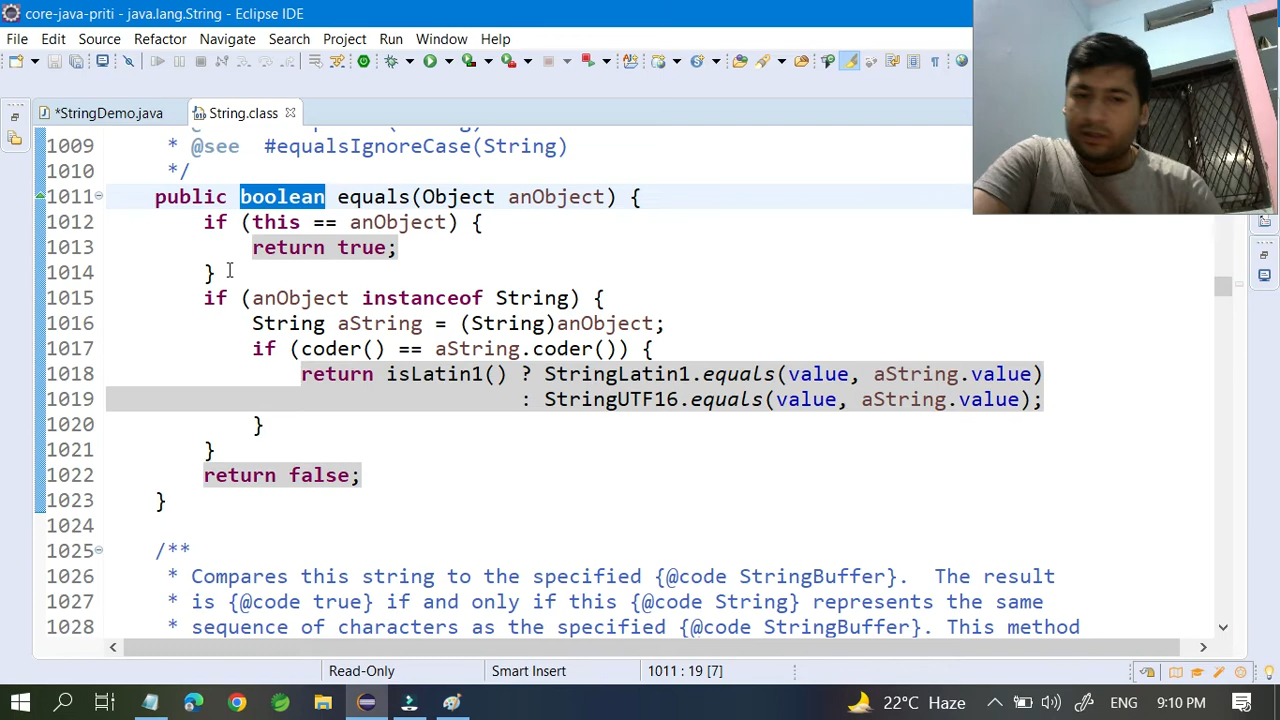 core-java-priti - java.lang.String - Eclipse IDE
File Edit Source Refactor Navigate Search Project Run Window Help
*StringDemo.java String.class
1009 * @see #equalsIgnoreCase(String)
1010 */
1011 public boolean equals(Object anObject) {
1012 if (this == anObject) {
1013 return true;
1014 }
1015 if (anObject instanceof String) {
1016 String aString = (String)anObject;
1017 if (coder() == aString.coder()) {
1018 return isLatin1() ? StringLatin1.equals(value, aString.value)
1019 : StringUTF16.equals(value, aString.value);
1020 }
1021 }
1022 return false;
1023 }
1024
1025 /**
1026 * Compares this string to the specified {@code StringBuffer}. The result
1027 * is {@code true} if and only if this {@code String} represents the same
1028 * sequence of characters as the specified {@code StringBuffer}. This method
Read-Only Smart Insert 1011 : 19 [7]
22°C Haze ENG 9:10 PM